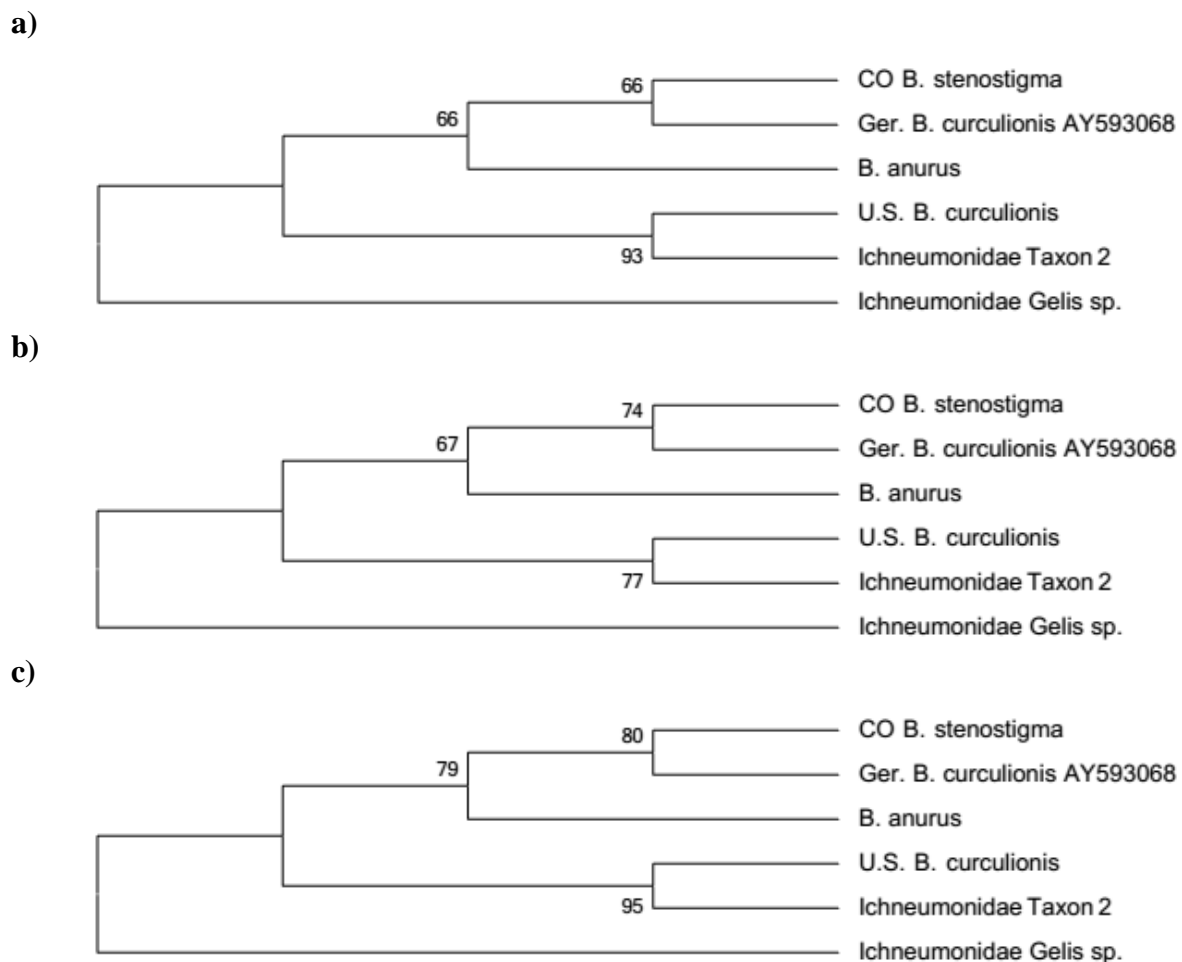 a)
66
CO B. stenostigma
66
Ger. B. curculionis AY593068
B. anurus
U.S. B. curculionis
93
Ichneumonidae Taxon 2
Ichneumonidae Gelis sp.
b)
74
CO B. stenostigma
67
Ger. B. curculionis AY593068
B. anurus
U.S. B. curculionis
77
Ichneumonidae Taxon 2
Ichneumonidae Gelis sp.
c)
80
CO B. stenostigma
79
Ger. B. curculionis AY593068
B. anurus
U.S. B. curculionis
95
Ichneumonidae Taxon 2
Ichneumonidae Gelis sp.